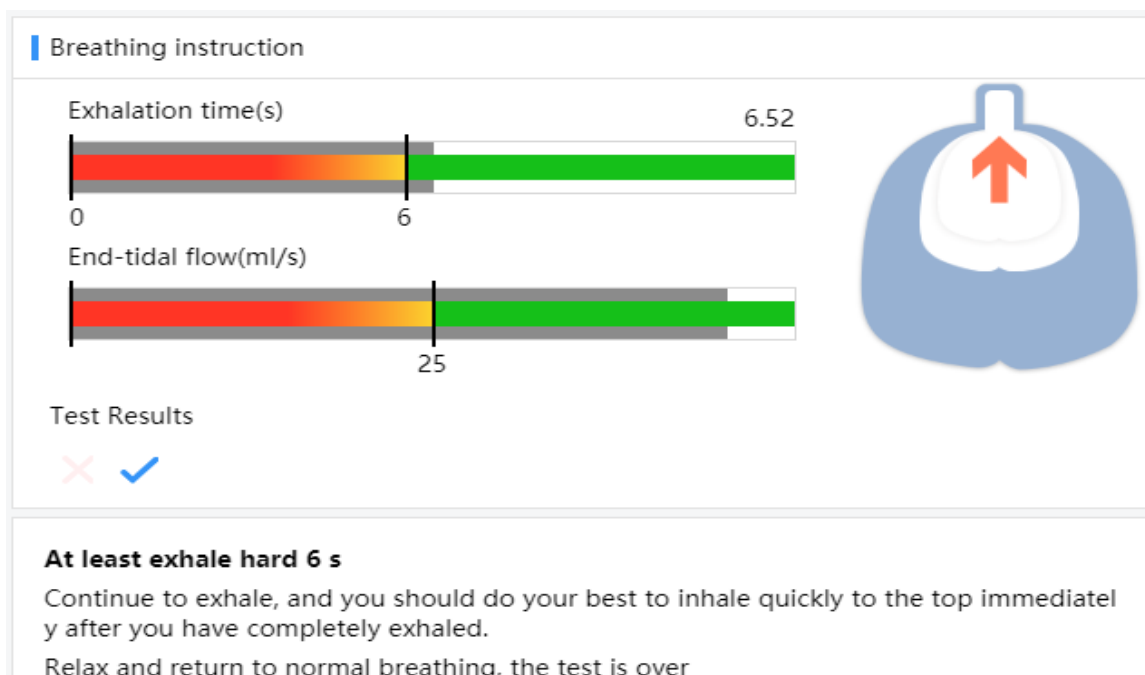 Breathing instruction
Exhalation time(s)
6.52
0
6
End-tidal flow(ml/s)
25
Test Results
At least exhale hard 6 s
Continue to exhale, and you should do your best to inhale quickly to the top immediatel
y after you have completely exhaled.
Relax and return to normal breathing, the test is over